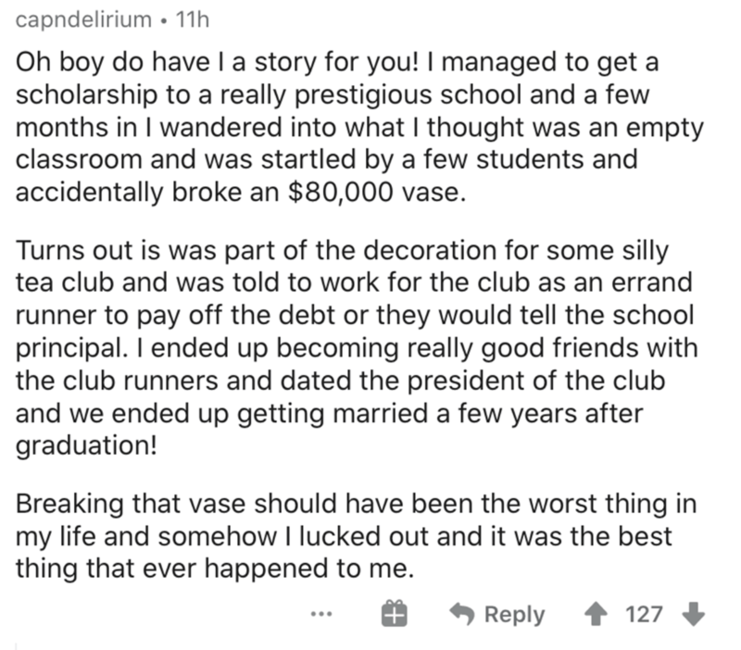 capndelirium • 11h
Oh boy do have I a story for you! I managed to get a
scholarship to a really prestigious school and a few
months in I wandered into what I thought was an empty
classroom and was startled by a few students and
accidentally broke an $80,000 vase.
Turns out is was part of the decoration for some silly
tea club and was told to work for the club as an errand
runner to pay off the debt or they would tell the school
principal. I ended up becoming really good friends with
the club runners and dated the president of the club
and we ended up getting married a few years after
graduation!
Breaking that vase should have been the worst thing in
my life and somehow I lucked out and it was the best
thing that ever happened to me.
... Reply 127